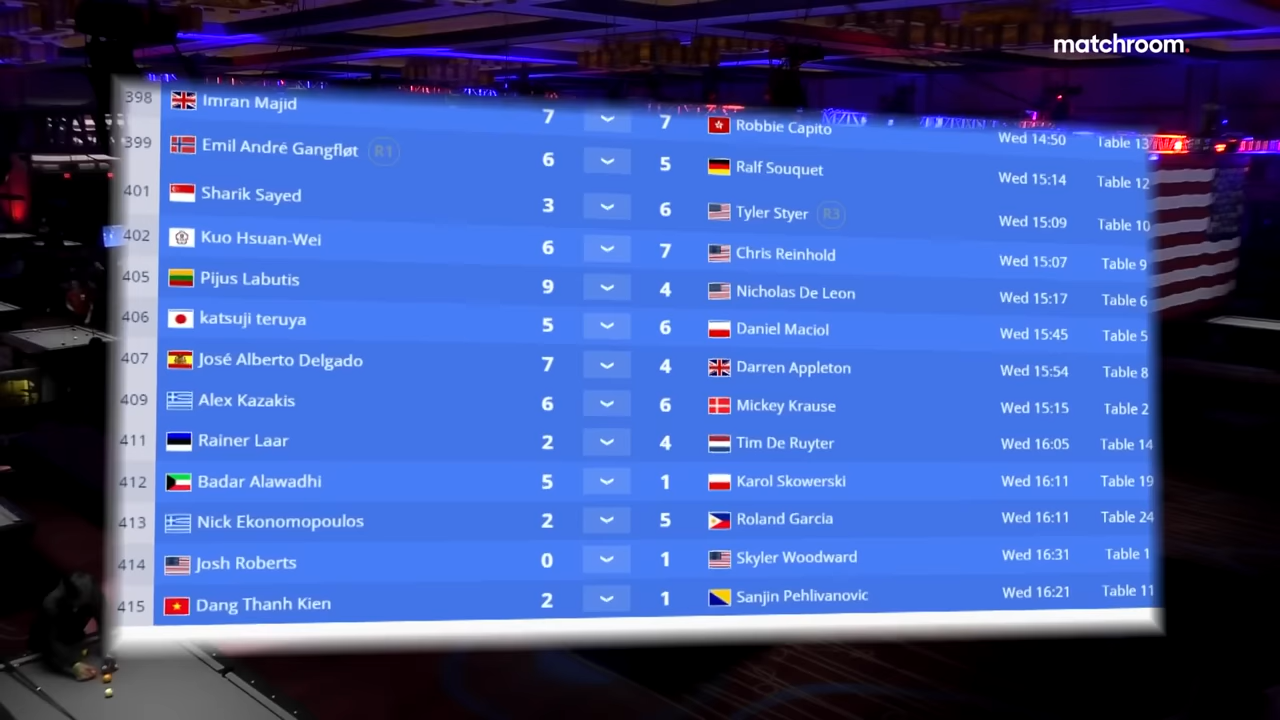 matchroom.
398 Imran Majid 7 7 Robbie Capito Wed 14:50 Table 13
399 Emil André Gangfløt R1 6 5 Ralf Souquet Wed 15:14 Table 12
401 Sharik Sayed 3 6 Tyler Styer R3 Wed 15:09 Table 10
402 Kuo Hsuan-Wei 6 7 Chris Reinhold Wed 15:07 Table 9
405 Pijus Labutis 9 4 Nicholas De Leon Wed 15:17 Table 6
406 katsuji teruya 5 6 Daniel Maciol Wed 15:45 Table 5
407 José Alberto Delgado 7 4 Darren Appleton Wed 15:54 Table 8
409 Alex Kazakis 6 6 Mickey Krause Wed 15:15 Table 2
411 Rainer Laar 2 4 Tim De Ruyter Wed 16:05 Table 14
412 Badar Alawadhi 5 1 Karol Skowerski Wed 16:11 Table 19
413 Nick Ekonomopoulos 2 5 Roland Garcia Wed 16:11 Table 24
414 Josh Roberts 0 1 Skyler Woodward Wed 16:31 Table 1
415 Dang Thanh Kien 2 1 Sanjin Pehlivanovic Wed 16:21 Table 11